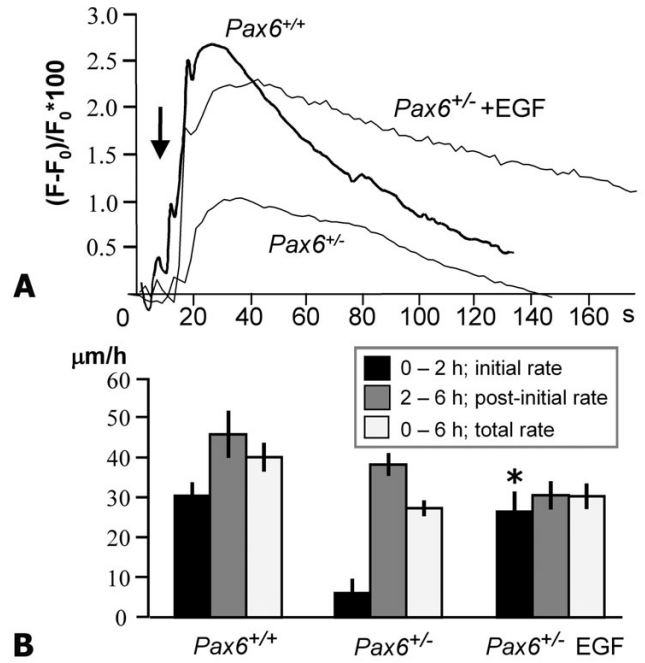 3.0
2.5
2.0
1.5
1.0
0.5
(F-F0)/F0*100
Pax6+/+
Pax6+/- +EGF
Pax6+/-
A
0 20 40 60 80 100 120 140 160 s
μm/h
60
50
40
30
20
10
0
0 – 2 h; initial rate
2 – 6 h; post-initial rate
0 – 6 h; total rate
*
B
Pax6+/+ Pax6+/- Pax6+/- EGF